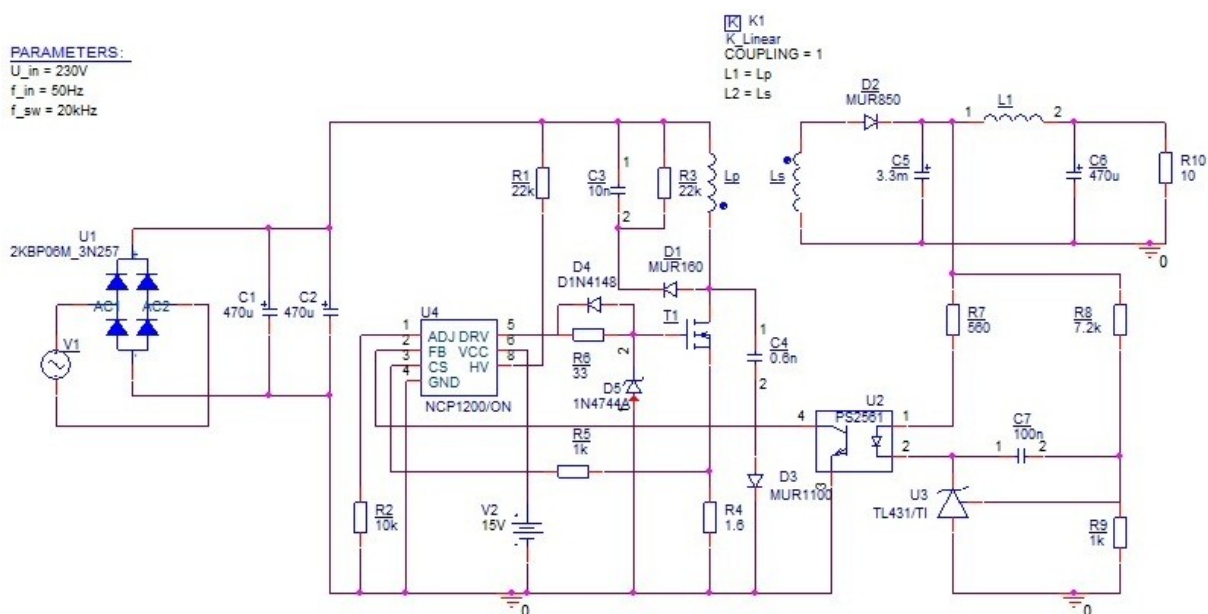 PARAMETERS:
U_in = 230V
f_in = 50Hz
f_sw = 20kHz
K K1
K_Linear
COUPLING = 1
L1 = Lp
L2 = Ls
D2
MUR850
1 L1 2
R1
22k
1
C3
10n
2
R3
22k
Lp
Ls
C5
3.3m
C6
470u
R10
10
0
U1
2KBP06M_3N257
AC1 AC2
C1
470u
C2
470u
V1
D4
D1N4148
D1
MUR160
U4
1 ADJ DRV 5
2 FB VCC 6
3 CS HV 8
4 GND
NCP1200/ON
R6
33
2
T1
D5
1N4744A
1
C4
0.6n
2
R7
560
R8
7.2k
U2
PS2561
4 1
2
3
C7
100n
1 2
R5
1k
D3
MUR1100
U3
TL431/TI
R2
10k
V2
15V
R4
1.6
R9
1k
0
0